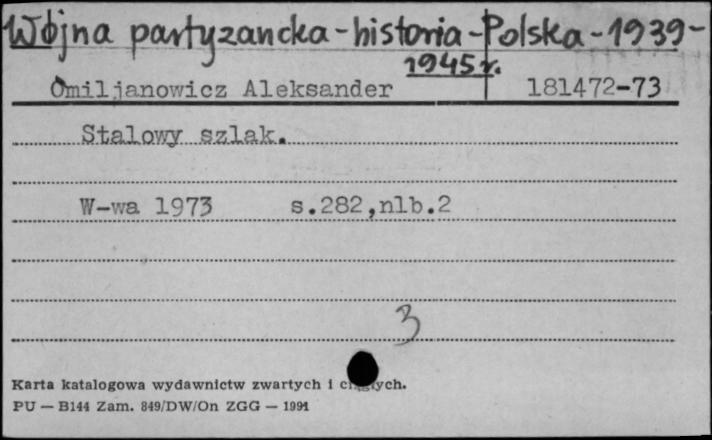 Wojna partyzancka-historia-Polska-1939-
1945 r.
Omiljanowicz Aleksander 181472-73
Stalowy szlak.
W-wa 1973 s.282,nlb.2
3
Karta katalogowa wydawnictw zwartych i ciągłych.
PU — B144 Zam. 849/DW/On ZGG — 1991